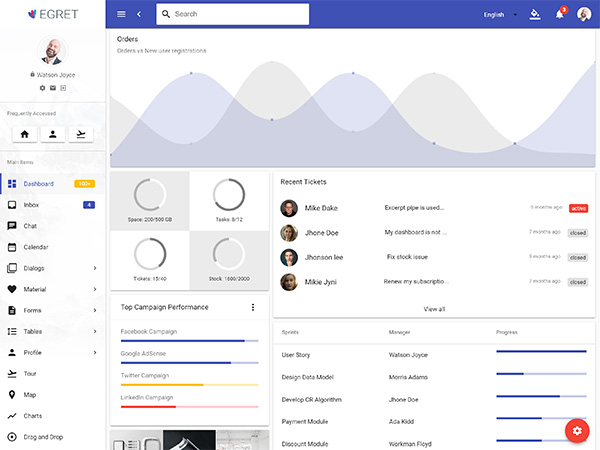 EGRET
Search
English
3
Watson Joyce
Frequently Accessed
Main Items
Dashboard
100+
Inbox
4
Chat
Calendar
Dialogs
Material
Forms
Tables
Profile
Tour
Map
Charts
Drag and Drop
Orders
Orders vs New user registrations
Space: 200/500 GB
Tasks: 8/12
Tickets: 15/40
Stock: 1600/2000
Top Campaign Performance
Facebook Campaign
Google AdSense
Twitter Campaign
LinkedIn Campaign
Recent Tickets
Mike Dake Excerpt pipe is used... 6 months ago active
Jhone Doe My dashboard is not ... 7 months ago closed
Jhonson lee Fix stock issue 7 months ago closed
Mikie Jyni Renew my subscriptio... 7 months ago closed
View all
Sprints Manager Progress
User Story Watson Joyce
Design Data Model Morris Adams
Develop CR Algorithm Jhone Doe
Payment Module Ada Kidd
Discount Module Workman Floyd